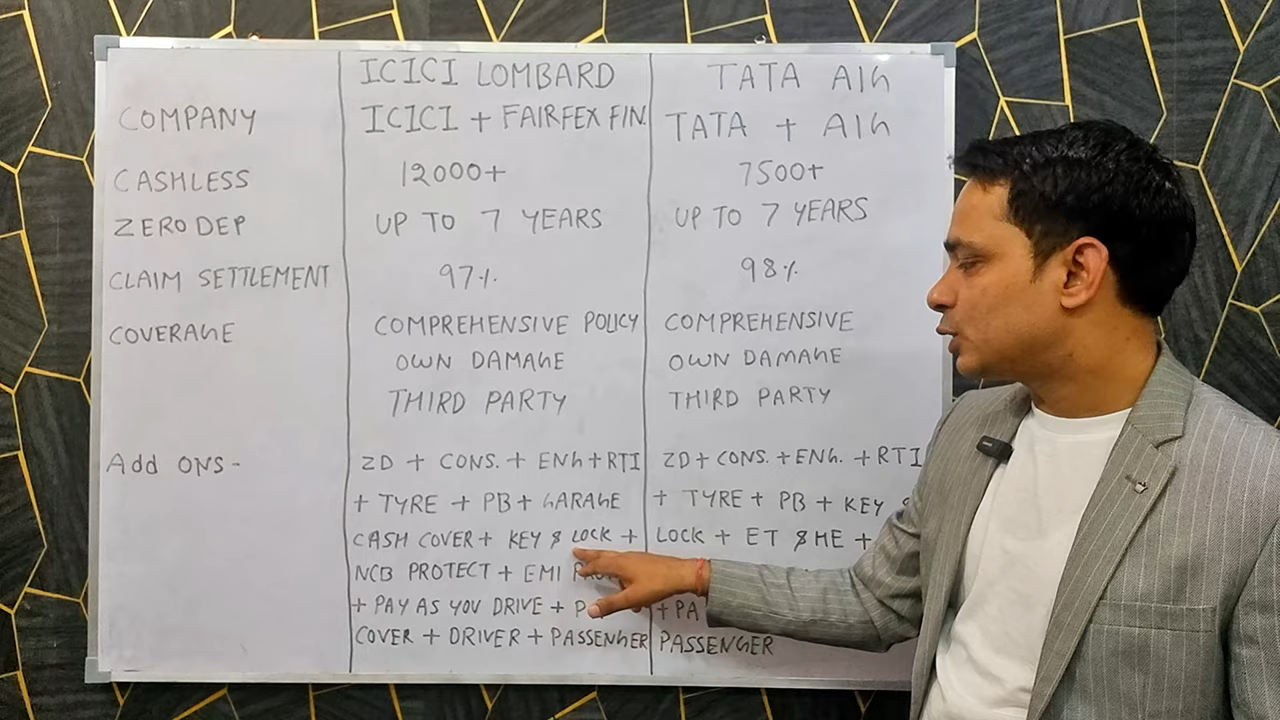 ICICI LOMBARD TATA AIG
COMPANY ICICI + FAIRFEX FIN. TATA + AIG
CASHLESS 12000+ 7500+
ZERO DEP UP TO 7 YEARS UP TO 7 YEARS
CLAIM SETTLEMENT 97% 98%
COVERAGE COMPREHENSIVE POLICY COMPREHENSIVE
OWN DAMAGE OWN DAMAGE
THIRD PARTY THIRD PARTY
Add ONS - ZD + CONS. + ENG + RTI ZD + CONS. + ENG. + RTI
+ TYRE + PB + GARAGE + TYRE + PB + KEY
CASH COVER + KEY & LOCK + LOCK + ET & ME +
NCB PROTECT + EMI
+ PAY AS YOU DRIVE + + PA
COVER + DRIVER + PASSENGER PASSENGER